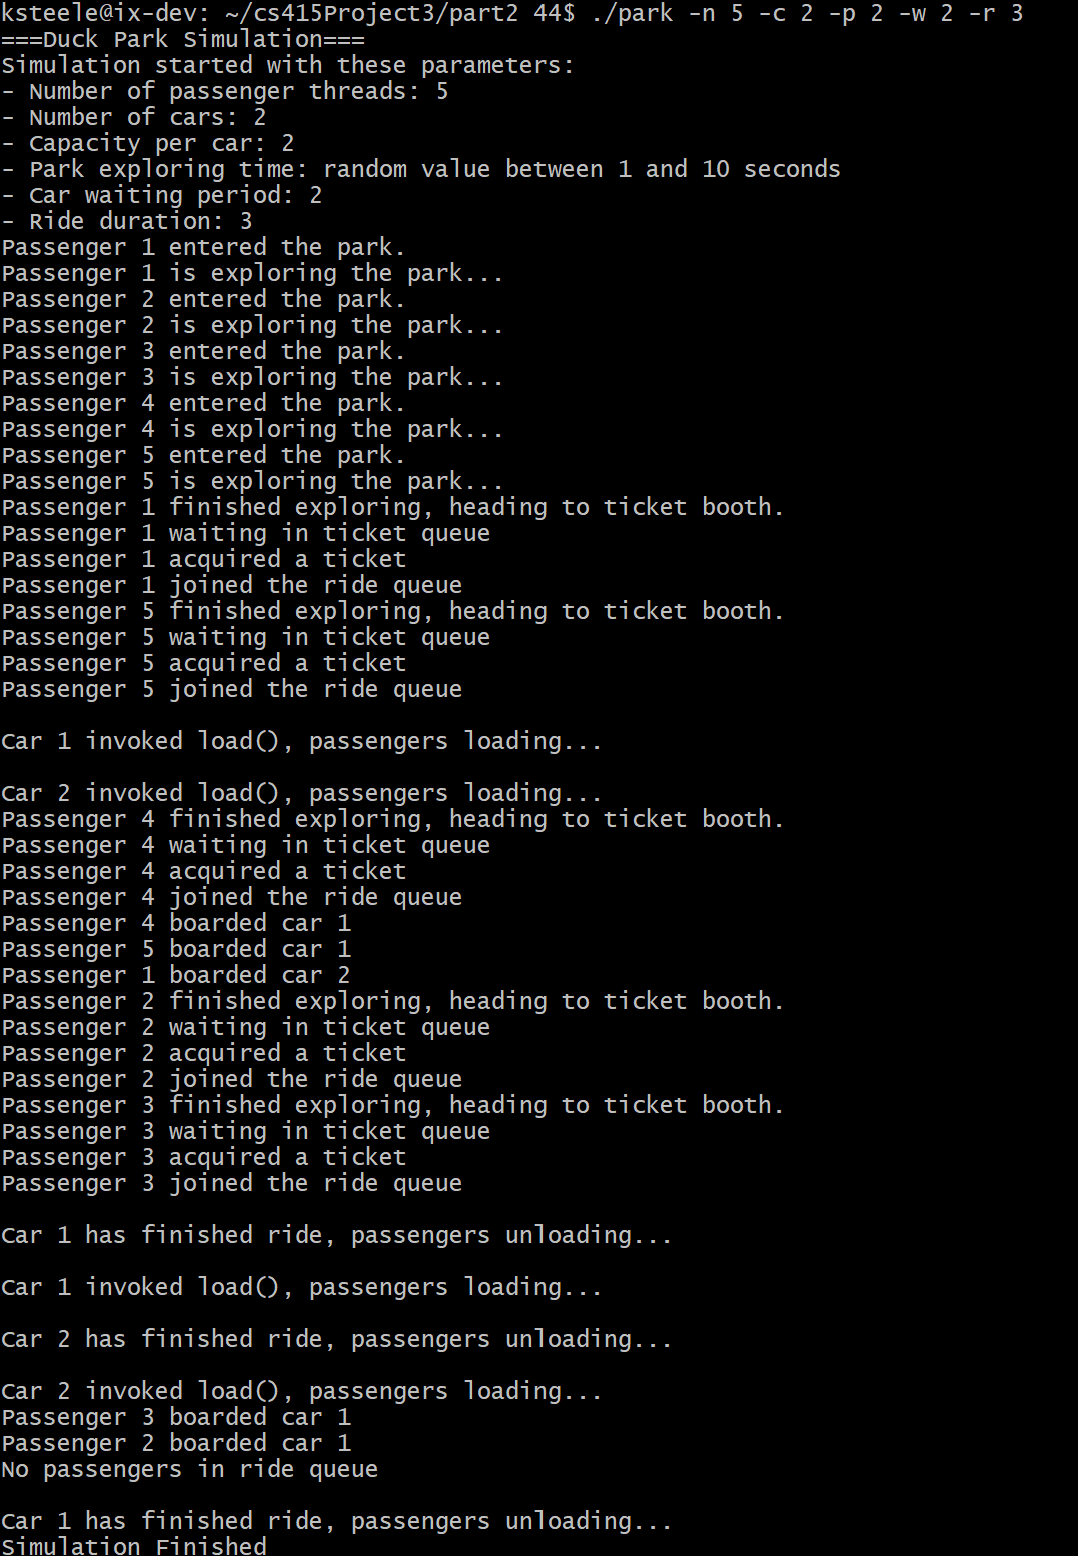 ksteele@ix-dev: ~/cs415Project3/part2 44$ ./park -n 5 -c 2 -p 2 -w 2 -r 3
===Duck Park Simulation===
Simulation started with these parameters:
- Number of passenger threads: 5
- Number of cars: 2
- Capacity per car: 2
- Park exploring time: random value between 1 and 10 seconds
- Car waiting period: 2
- Ride duration: 3
Passenger 1 entered the park.
Passenger 1 is exploring the park...
Passenger 2 entered the park.
Passenger 2 is exploring the park...
Passenger 3 entered the park.
Passenger 3 is exploring the park...
Passenger 4 entered the park.
Passenger 4 is exploring the park...
Passenger 5 entered the park.
Passenger 5 is exploring the park...
Passenger 1 finished exploring, heading to ticket booth.
Passenger 1 waiting in ticket queue
Passenger 1 acquired a ticket
Passenger 1 joined the ride queue
Passenger 5 finished exploring, heading to ticket booth.
Passenger 5 waiting in ticket queue
Passenger 5 acquired a ticket
Passenger 5 joined the ride queue
Car 1 invoked load(), passengers loading...
Car 2 invoked load(), passengers loading...
Passenger 4 finished exploring, heading to ticket booth.
Passenger 4 waiting in ticket queue
Passenger 4 acquired a ticket
Passenger 4 joined the ride queue
Passenger 4 boarded car 1
Passenger 5 boarded car 1
Passenger 1 boarded car 2
Passenger 2 finished exploring, heading to ticket booth.
Passenger 2 waiting in ticket queue
Passenger 2 acquired a ticket
Passenger 2 joined the ride queue
Passenger 3 finished exploring, heading to ticket booth.
Passenger 3 waiting in ticket queue
Passenger 3 acquired a ticket
Passenger 3 joined the ride queue
Car 1 has finished ride, passengers unloading...
Car 1 invoked load(), passengers loading...
Car 2 has finished ride, passengers unloading...
Car 2 invoked load(), passengers loading...
Passenger 3 boarded car 1
Passenger 2 boarded car 1
No passengers in ride queue
Car 1 has finished ride, passengers unloading...
Simulation Finished